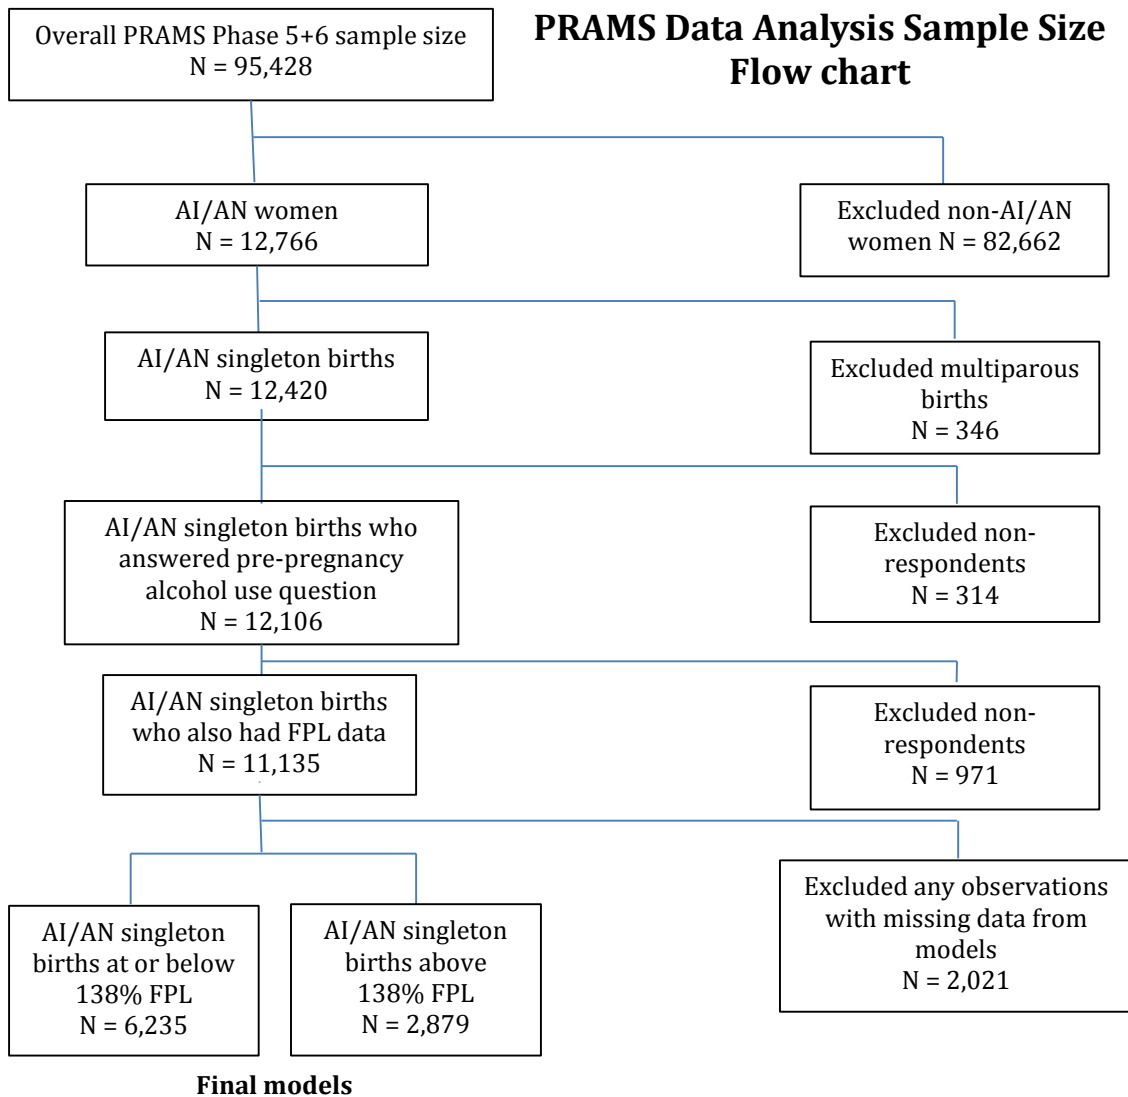 PRAMS Data Analysis Sample Size
Flow chart
Overall PRAMS Phase 5+6 sample size
N = 95,428
AI/AN women
N = 12,766
Excluded non-AI/AN
women N = 82,662
AI/AN singleton births
N = 12,420
Excluded multiparous
births
N = 346
AI/AN singleton births who
answered pre-pregnancy
alcohol use question
N = 12,106
Excluded non-
respondents
N = 314
AI/AN singleton births
who also had FPL data
N = 11,135
Excluded non-
respondents
N = 971
AI/AN singleton
births at or below
138% FPL
N = 6,235
AI/AN singleton
births above
138% FPL
N = 2,879
Excluded any observations
with missing data from
models
N = 2,021
Final models